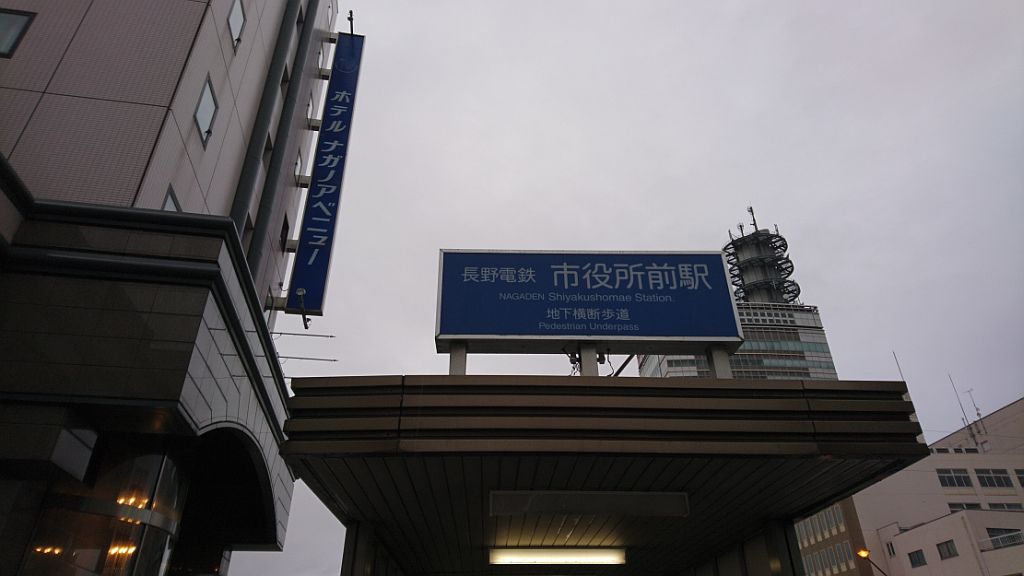 ホテル ナガノアベニュー
長野電鉄 市役所前駅
NAGADEN Shiyakushomae Station.
地下横断歩道
Pedestrian Underpass